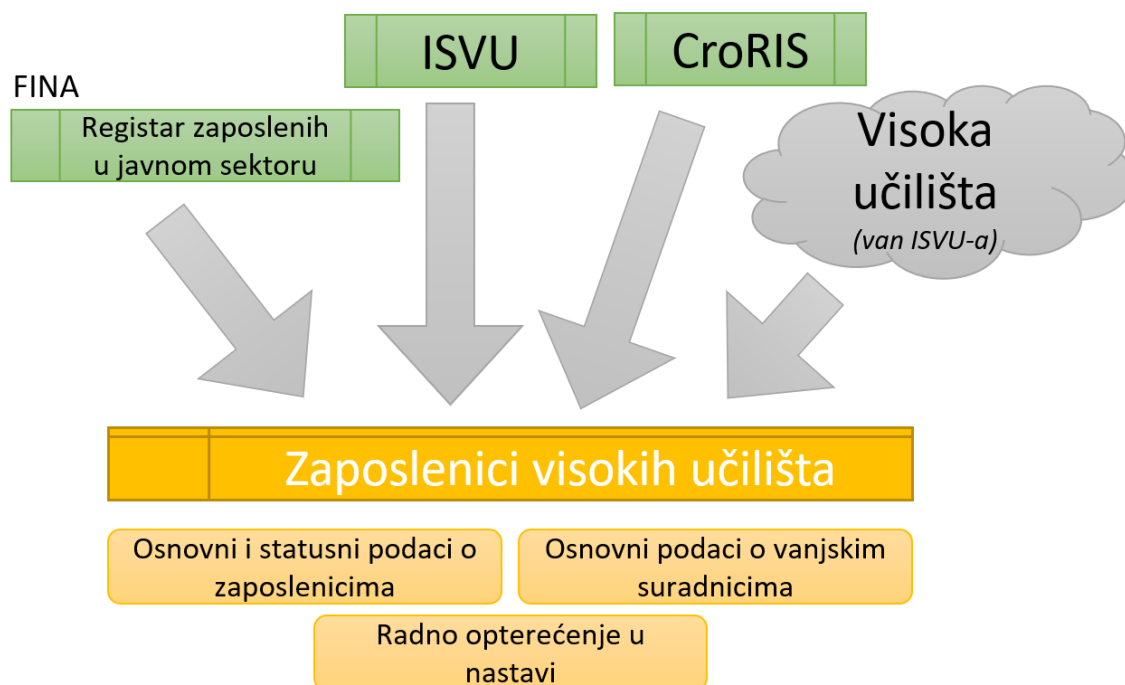 ISVU
CroRIS
FINA
Registar zaposlenih
u javnom sektoru
Visoka
učilišta
(van ISVU-a)
Zaposlenici visokih učilišta
Osnovni i statusni podaci o
zaposlenicima
Osnovni podaci o vanjskim
suradnicima
Radno opterećenje u
nastavi